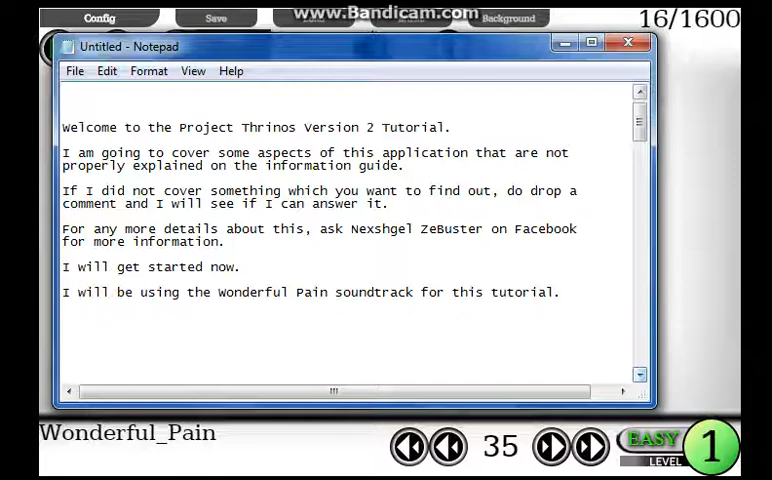 Config
Save
www.Bandicam.com
Background
16/1600
Untitled - Notepad
File Edit Format View Help
Welcome to the Project Thrinos Version 2 Tutorial.
I am going to cover some aspects of this application that are not
properly explained on the information guide.
If I did not cover something which you want to find out, do drop a
comment and I will see if I can answer it.
For any more details about this, ask Nexshgel ZeBuster on Facebook
for more information.
I will get started now.
I will be using the Wonderful Pain soundtrack for this tutorial.
Wonderful_Pain
35
EASY
LEVEL
1